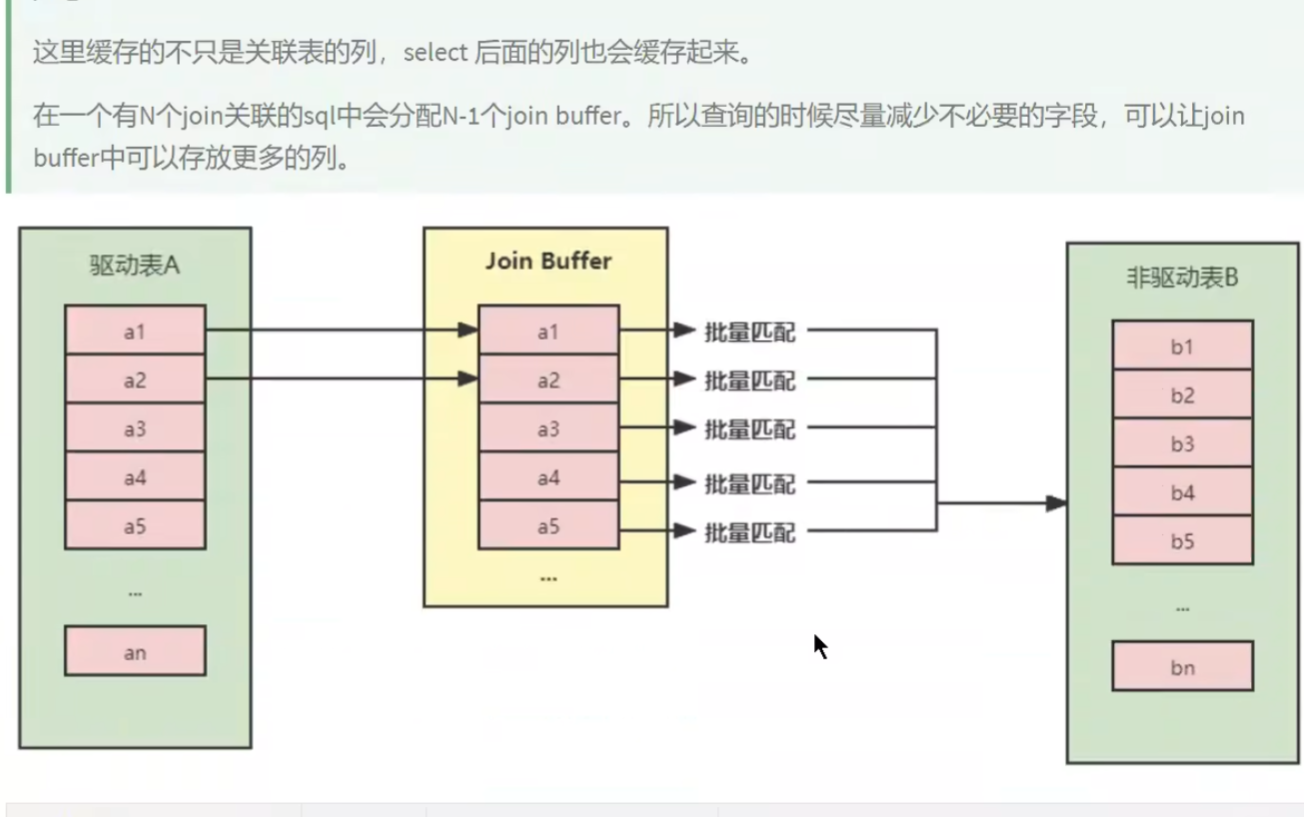 这里缓存的不只是关联表的列，select 后面的列也会缓存起来。
在一个有N个join关联的sql中会分配N-1个join buffer。所以查询的时候尽量减少不必要的字段，可以让join
buffer中可以存放更多的列。
驱动表A
a1
a2
a3
a4
a5
...
an
Join Buffer
a1
a2
a3
a4
a5
...
批量匹配
批量匹配
批量匹配
批量匹配
批量匹配
非驱动表B
b1
b2
b3
b4
b5
...
bn